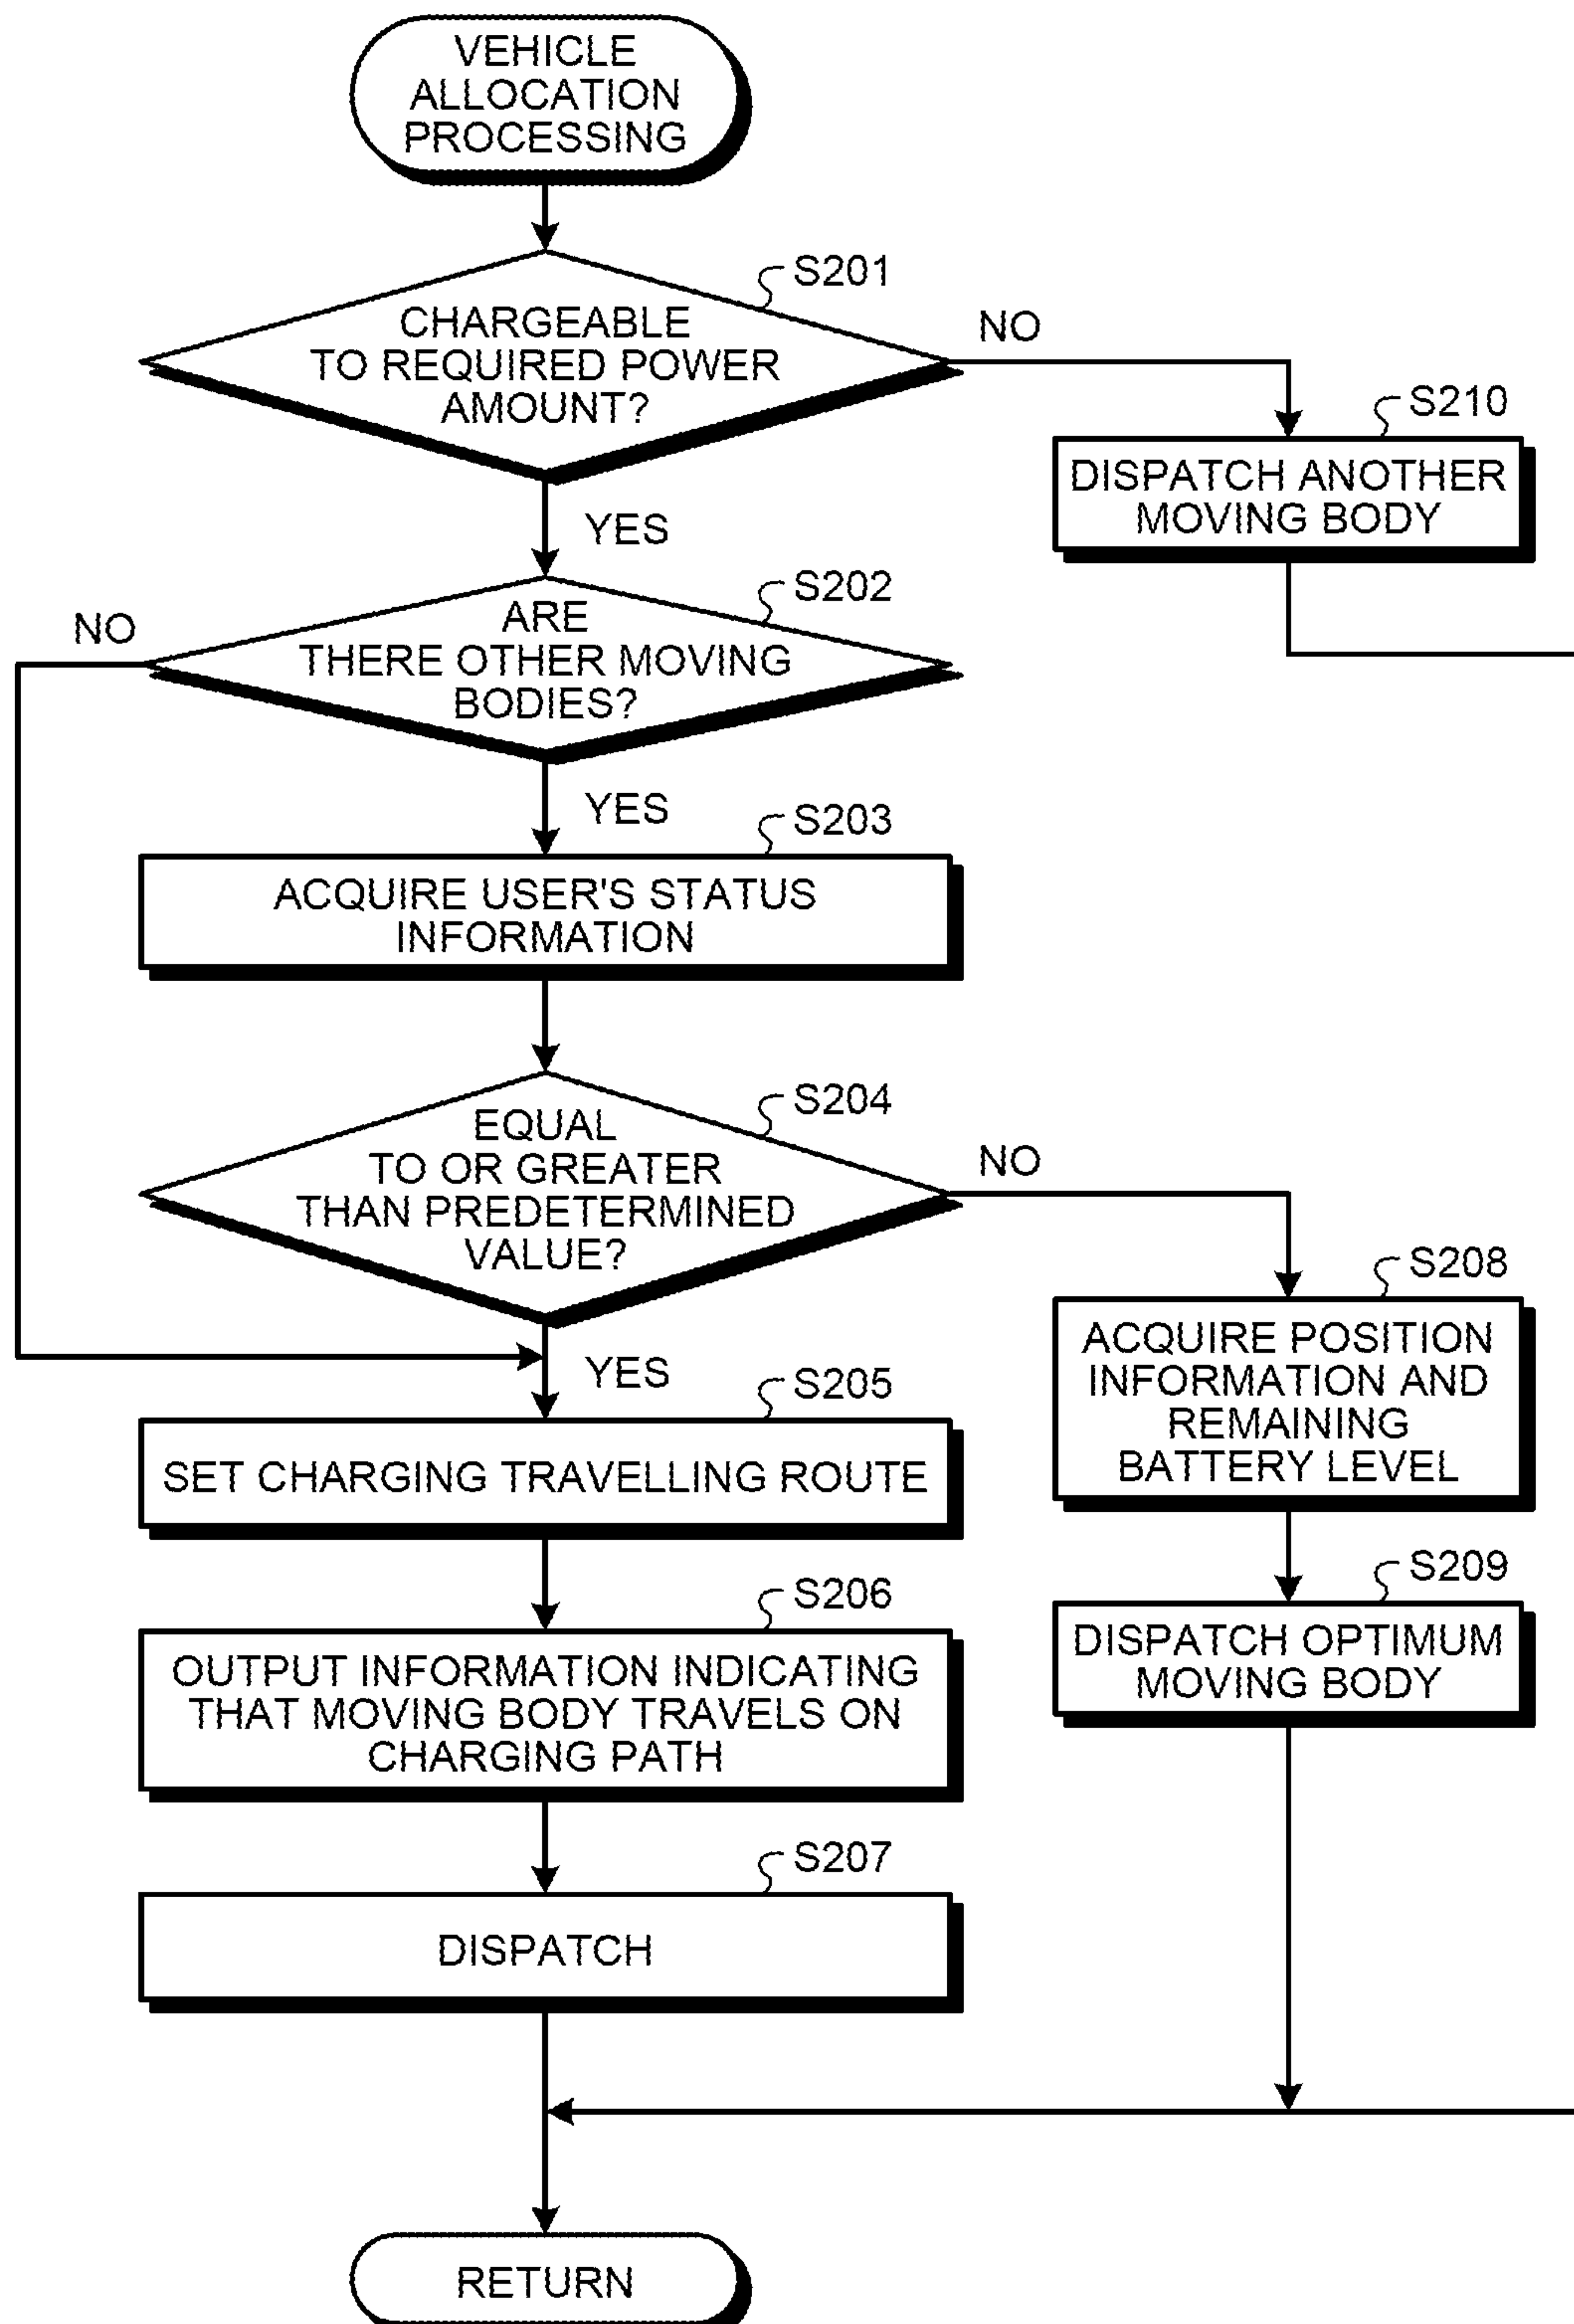 VEHICLE
ALLOCATION
PROCESSING
S201
CHARGEABLE
TO REQUIRED POWER
AMOUNT?
NO
S210
DISPATCH ANOTHER
MOVING BODY
YES
S202
ARE
THERE OTHER MOVING
BODIES?
NO
YES
S203
ACQUIRE USER'S STATUS
INFORMATION
S204
EQUAL
TO OR GREATER
THAN PREDETERMINED
VALUE?
NO
S208
ACQUIRE POSITION
INFORMATION AND
REMAINING
BATTERY LEVEL
YES
S205
SET CHARGING TRAVELLING ROUTE
S209
DISPATCH OPTIMUM
MOVING BODY
S206
OUTPUT INFORMATION INDICATING
THAT MOVING BODY TRAVELS ON
CHARGING PATH
S207
DISPATCH
RETURN